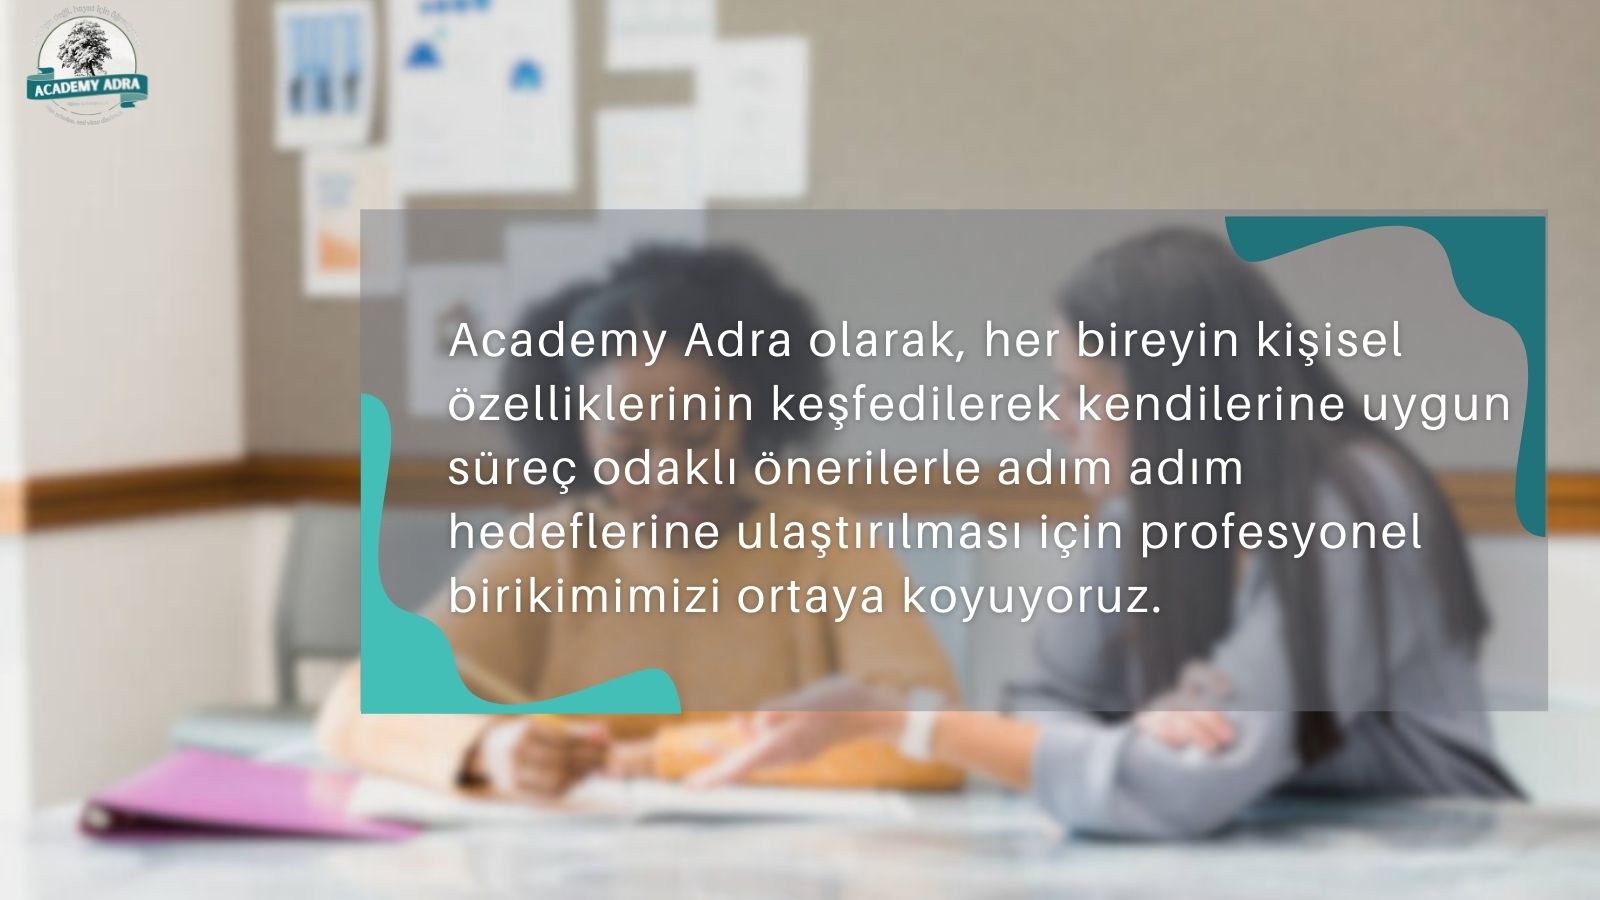 ACADEMY ADRA
Academy Adra olarak, her bireyin kişisel
özelliklerinin keşfedilerek kendilerine uygun
süreç odaklı önerilerle adım adım
hedeflerine ulaştırılması için profesyonel
birikimimizi ortaya koyuyoruz.